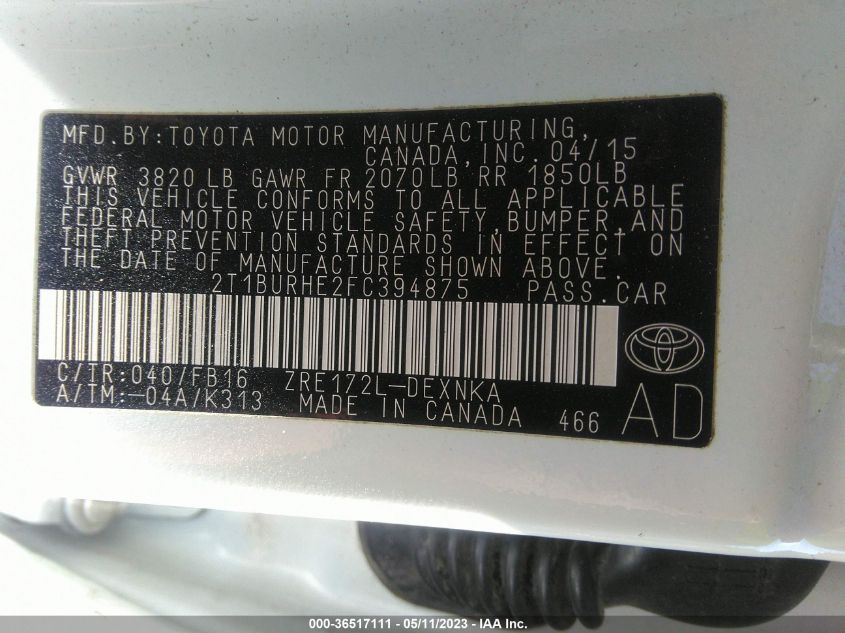 MFD. BY: TOYOTA MOTOR MANUFACTURING,
CANADA, INC. 04/15
GVWR 3820 LB GAWR FR 2070LB RR 1850LB
THIS VEHICLE CONFORMS TO ALL APPLICABLE
FEDERAL MOTOR VEHICLE SAFETY, BUMPER, AND
THEFT PREVENTION STANDARDS IN EFFECT ON
THE DATE OF MANUFACTURE SHOWN ABOVE.
2T1BURHE2FC394875 PASS. CAR
C/TR: 040/FB16 ZRE172L-DEXNKA
A/TM: -04A/K313 MADE IN CANADA 466 AD
000-36517111 - 05/11/2023 - IAA Inc.